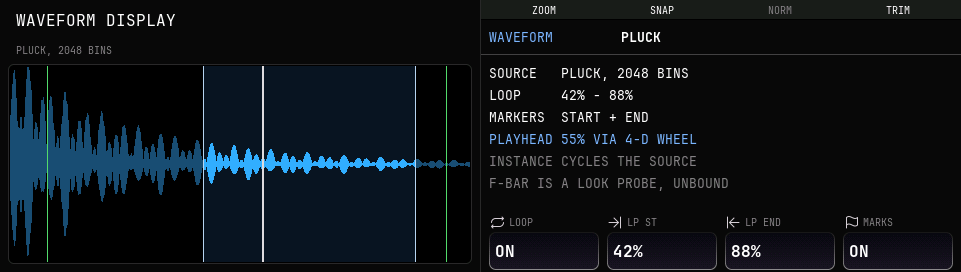 WAVEFORM DISPLAY
PLUCK, 2048 BINS
ZOOM SNAP NORM TRIM
WAVEFORM PLUCK
SOURCE PLUCK, 2048 BINS
LOOP 42% - 88%
MARKERS START + END
PLAYHEAD 55% VIA 4-D WHEEL
INSTANCE CYCLES THE SOURCE
F-BAR IS A LOOK PROBE, UNBOUND
LOOP LP ST LP END MARKS
ON 42% 88% ON